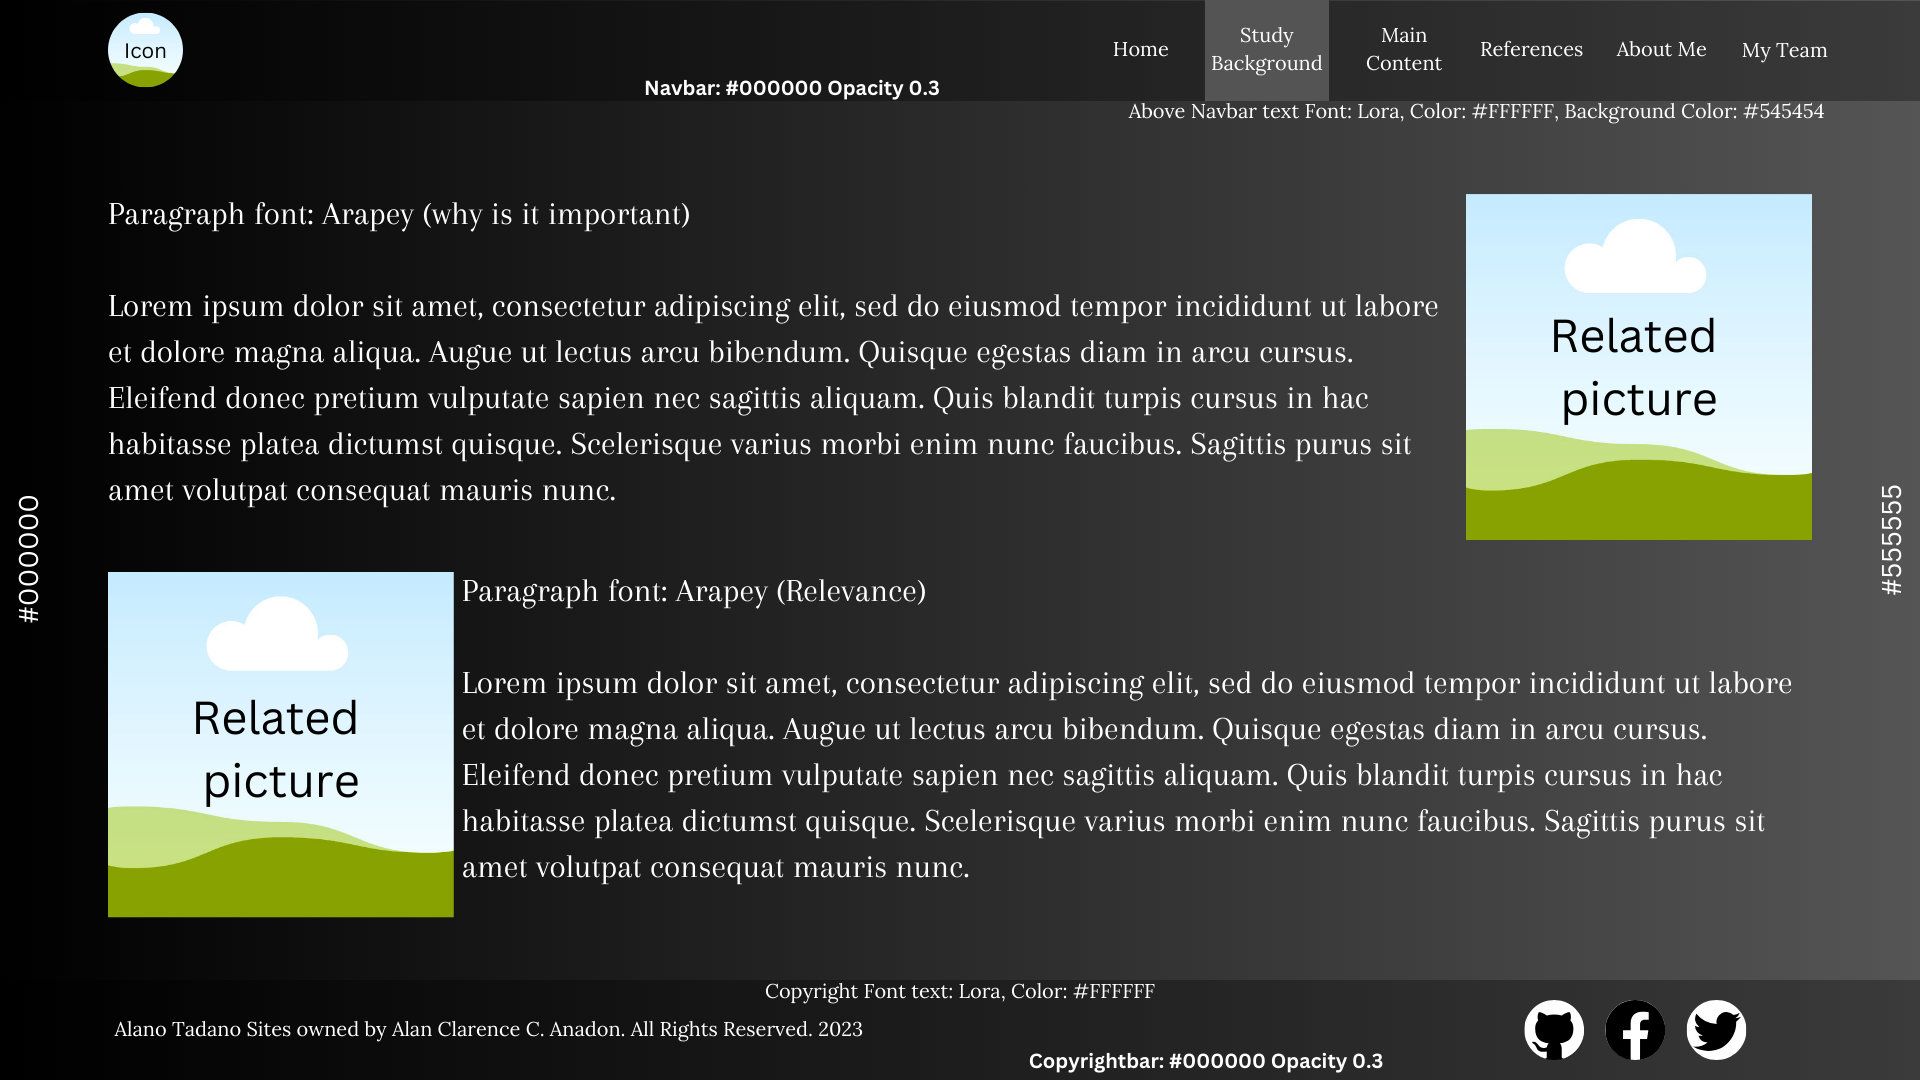 Icon
Home
Study
Background
Main
Content
References
About Me
My Team
Navbar: #000000 Opacity 0.3
Above Navbar text Font: Lora, Color: #FFFFFF, Background Color: #545454
Paragraph font: Arapey (why is it important)
Lorem ipsum dolor sit amet, consectetur adipiscing elit, sed do eiusmod tempor incididunt ut labore
et dolore magna aliqua. Augue ut lectus arcu bibendum. Quisque egestas diam in arcu cursus.
Eleifend donec pretium vulputate sapien nec sagittis aliquam. Quis blandit turpis cursus in hac
habitasse platea dictumst quisque. Scelerisque varius morbi enim nunc faucibus. Sagittis purus sit
amet volutpat consequat mauris nunc.
Related
picture
#000000
#555555
Related
picture
Paragraph font: Arapey (Relevance)
Lorem ipsum dolor sit amet, consectetur adipiscing elit, sed do eiusmod tempor incididunt ut labore
et dolore magna aliqua. Augue ut lectus arcu bibendum. Quisque egestas diam in arcu cursus.
Eleifend donec pretium vulputate sapien nec sagittis aliquam. Quis blandit turpis cursus in hac
habitasse platea dictumst quisque. Scelerisque varius morbi enim nunc faucibus. Sagittis purus sit
amet volutpat consequat mauris nunc.
Copyright Font text: Lora, Color: #FFFFFF
Alano Tadano Sites owned by Alan Clarence C. Anadon. All Rights Reserved. 2023
Copyrightbar: #000000 Opacity 0.3